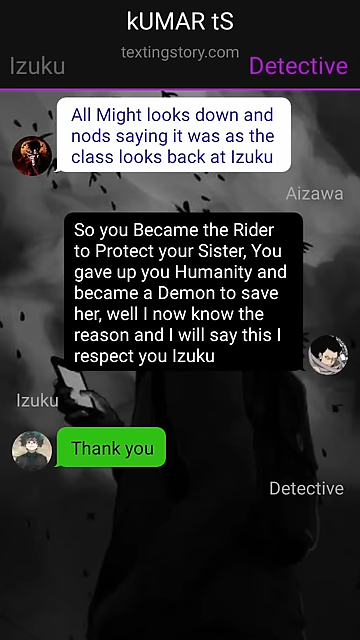 kUMAR tS
textingstory.com
Izuku
Detective
All Might looks down and
nods saying it was as the
class looks back at Izuku
Aizawa
So you Became the Rider
to Protect your Sister, You
gave up you Humanity and
became a Demon to save
her, well I now know the
reason and I will say this I
respect you Izuku
Izuku
Thank you
Detective